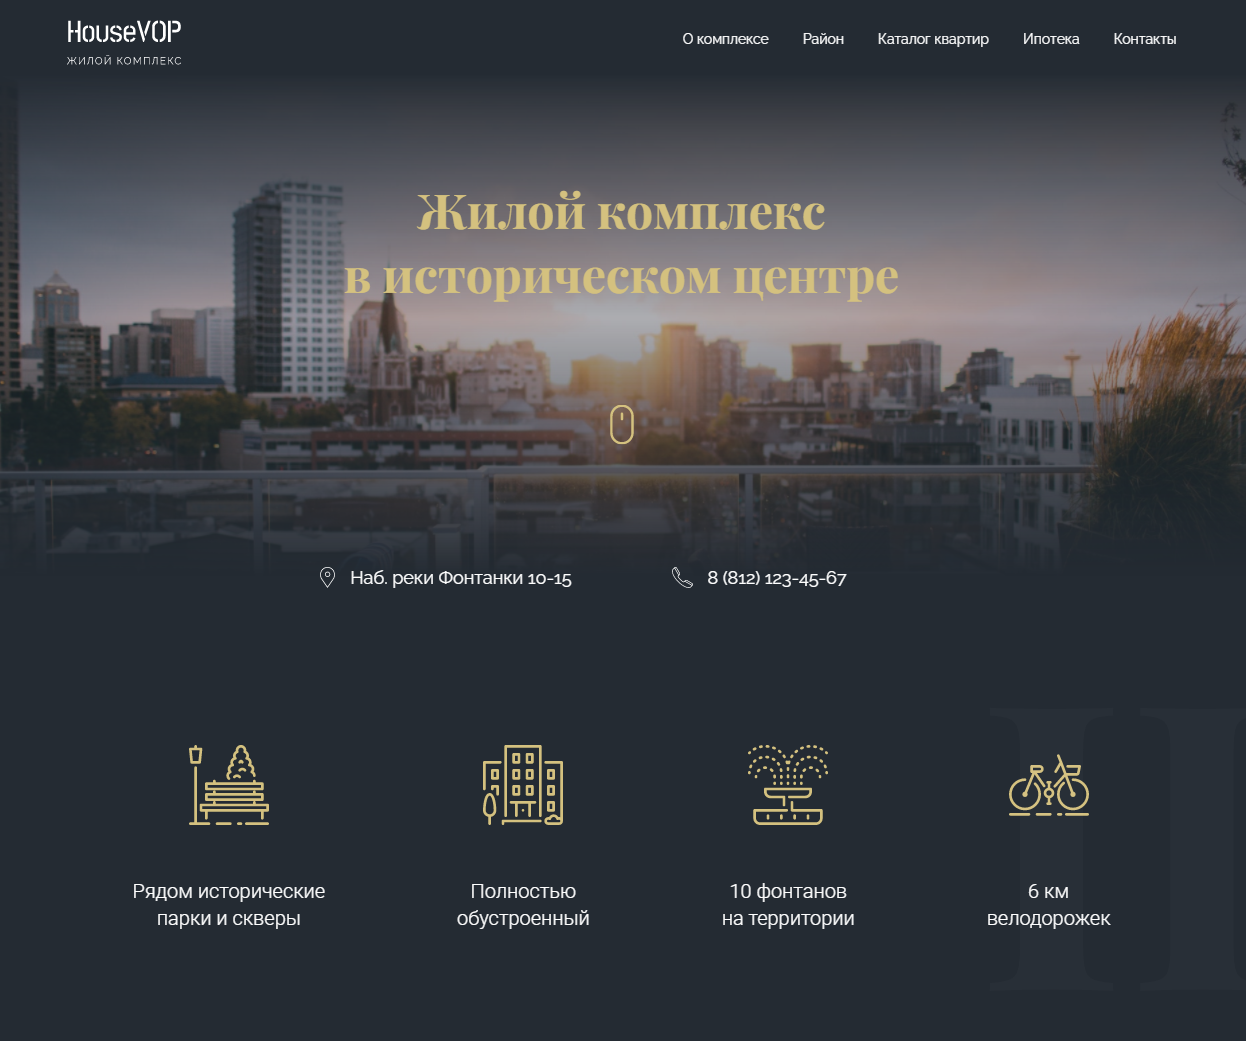 HouseVOP
ЖИЛОЙ КОМПЛЕКС
О комплексе
Район
Каталог квартир
Ипотека
Контакты
Жилой комплекс
в историческом центре
Наб. реки Фонтанки 10-15
8 (812) 123-45-67
Рядом исторические
парки и скверы
Полностью
обустроенный
10 фонтанов
на территории
6 км
велодорожек